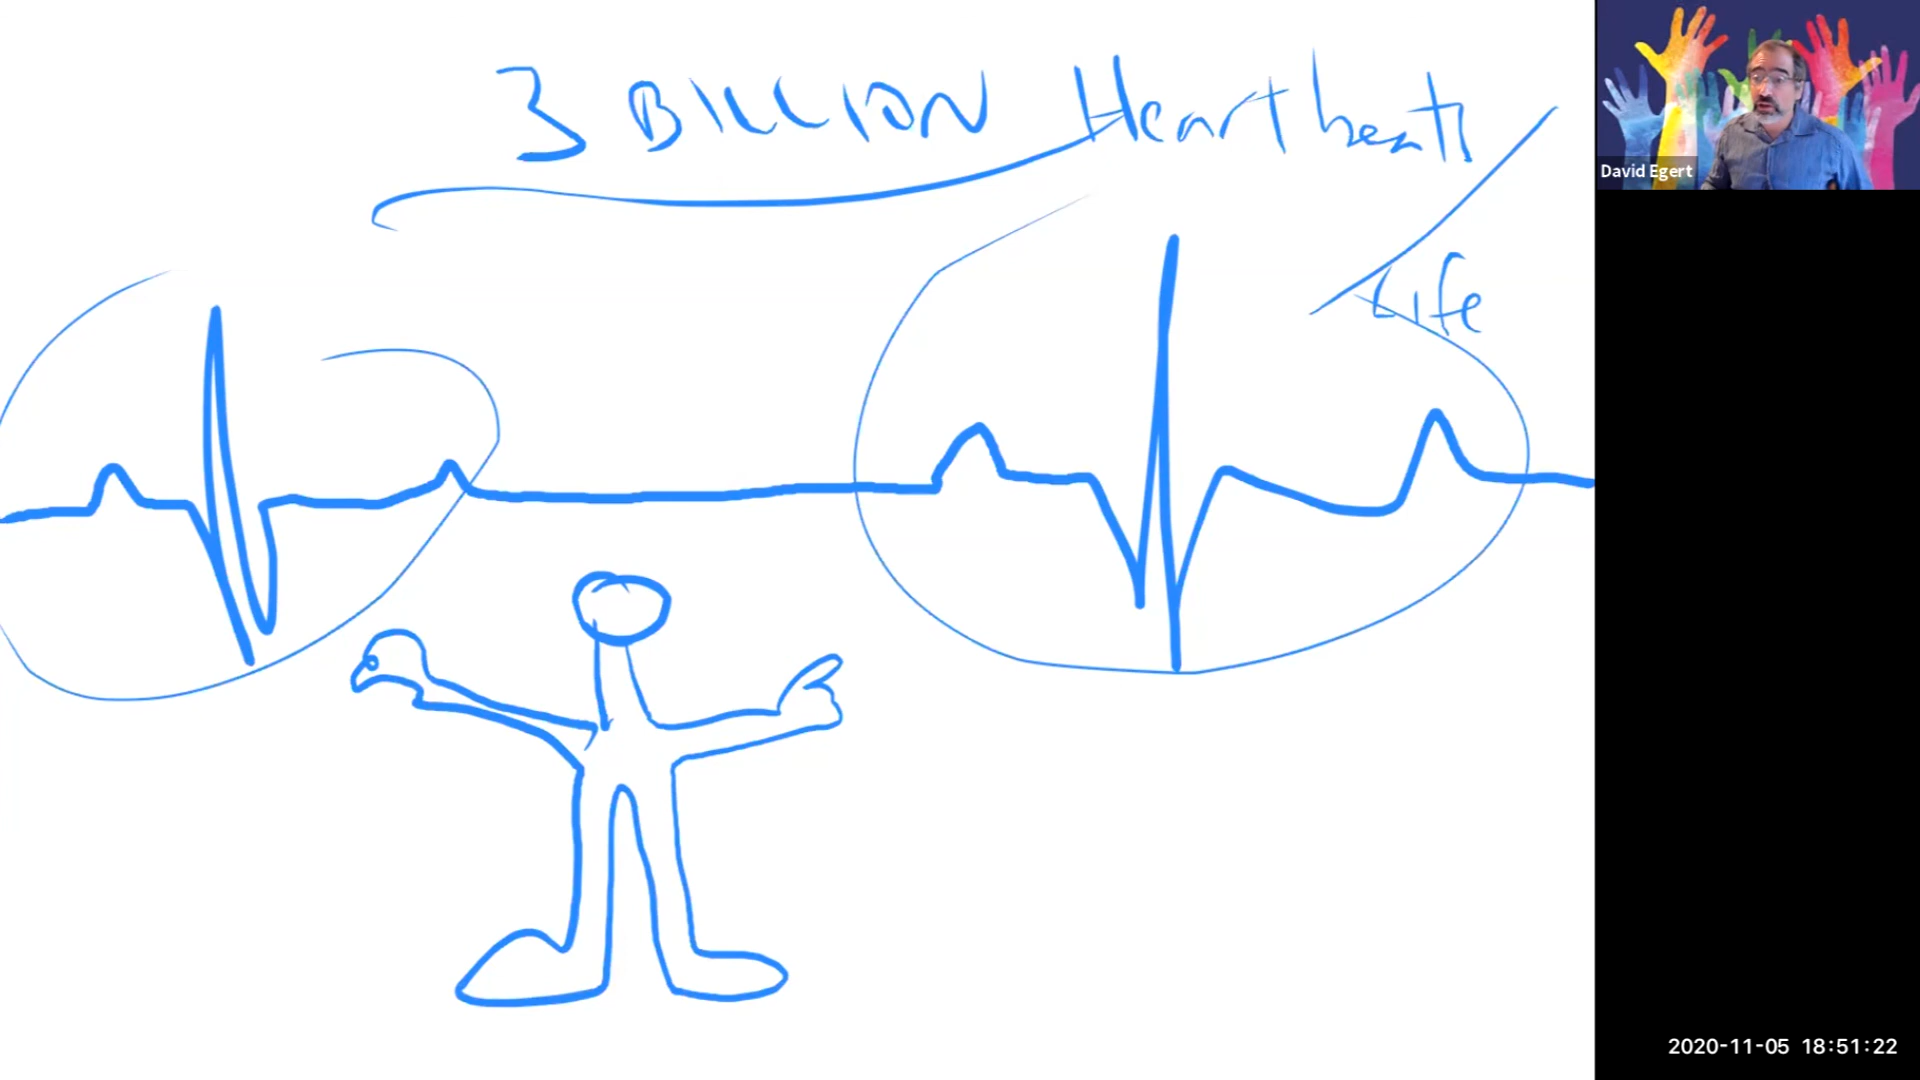 3 BILLION Heartbeats
/
Life
David Egert
2020-11-05 18:51:22